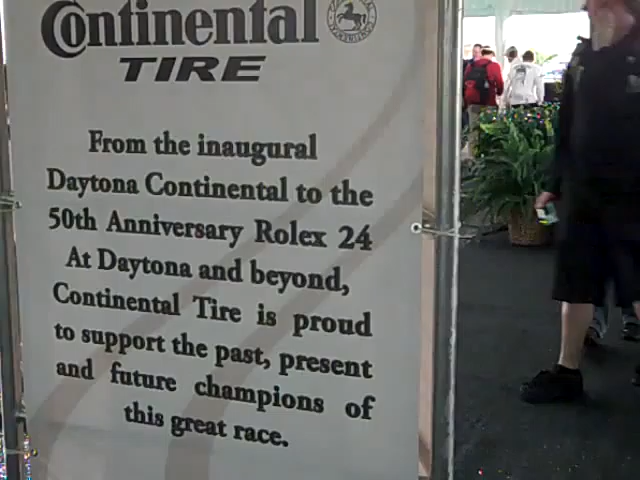 Continental
TIRE
From the inaugural
Daytona Continental to the
50th Anniversary Rolex 24
At Daytona and beyond,
Continental Tire is proud
to support the past, present
and future champions of
this great race.